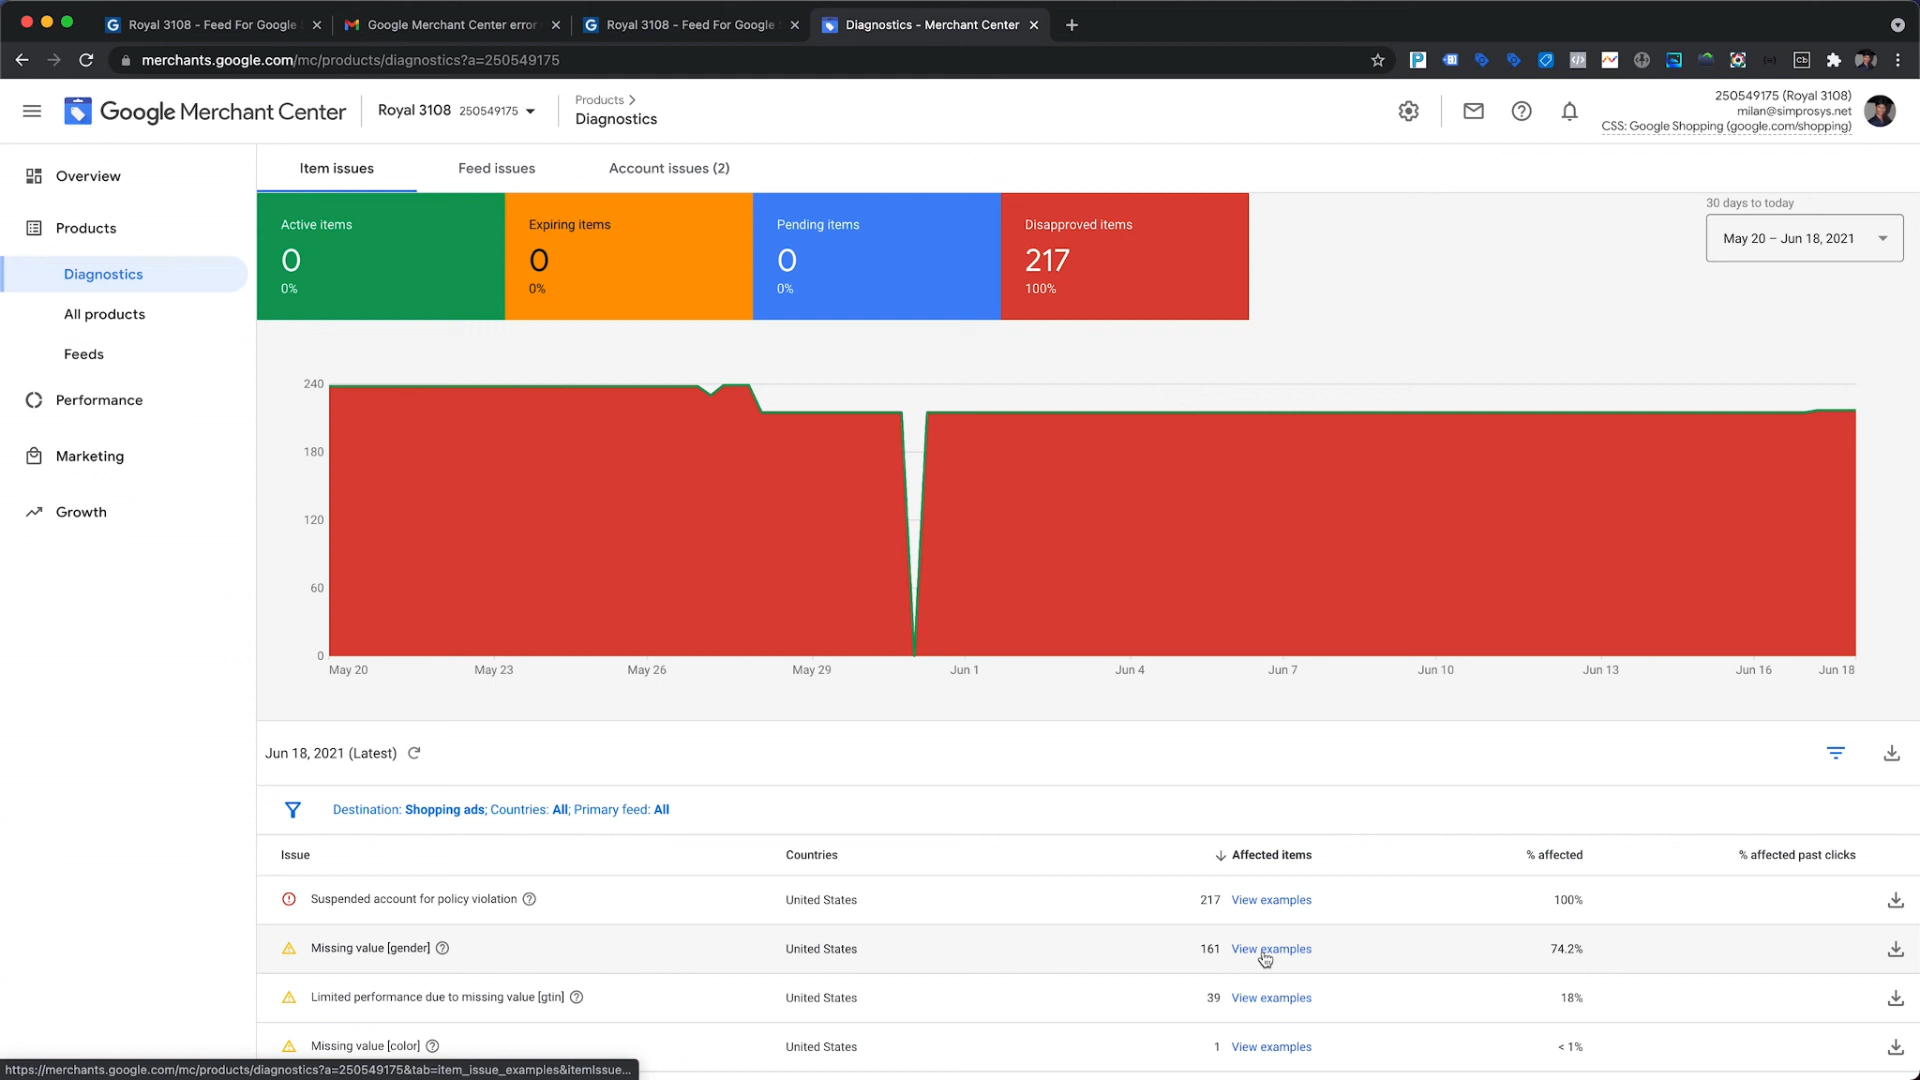 Royal 3108 - Feed For Google
Google Merchant Center error
Royal 3108 - Feed For Google
Diagnostics - Merchant Center
merchants.google.com/mc/products/diagnostics?a=250549175
Google Merchant Center
Royal 3108 250549175
Products
Diagnostics
250549175 (Royal 3108)
milan@simprosys.net
CSS: Google Shopping (google.com/shopping)
Overview
Products
Diagnostics
All products
Feeds
Performance
Marketing
Growth
Item issues
Feed issues
Account issues (2)
Active items
0
0%
Expiring items
0
0%
Pending items
0
0%
Disapproved items
217
100%
30 days to today
May 20 – Jun 18, 2021
240
180
120
60
0
May 20 May 23 May 26 May 29 Jun 1 Jun 4 Jun 7 Jun 10 Jun 13 Jun 16 Jun 18
Jun 18, 2021 (Latest)
Destination: Shopping ads; Countries: All; Primary feed: All
Issue Countries Affected items % affected % affected past clicks
Suspended account for policy violation United States 217 View examples 100%
Missing value [gender] United States 161 View examples 74.2%
Limited performance due to missing value [gtin] United States 39 View examples 18%
Missing value [color] United States 1 View examples < 1%
https://merchants.google.com/mc/products/diagnostics?a=250549175&tab=item_issue_examples&itemIssue...